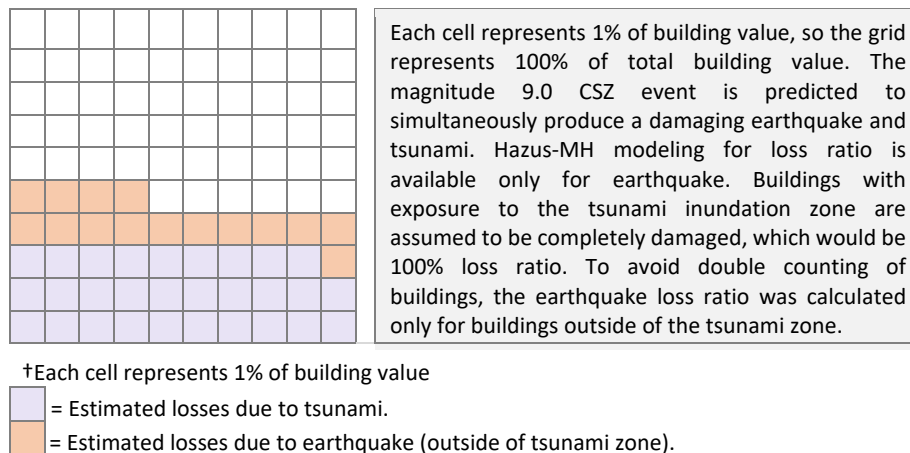 Each cell represents 1% of building value, so the grid
represents 100% of total building value. The
magnitude 9.0 CSZ event is predicted to
simultaneously produce a damaging earthquake and
tsunami. Hazus-MH modeling for loss ratio is
available only for earthquake. Buildings with
exposure to the tsunami inundation zone are
assumed to be completely damaged, which would be
100% loss ratio. To avoid double counting of
buildings, the earthquake loss ratio was calculated
only for buildings outside of the tsunami zone.
†Each cell represents 1% of building value
= Estimated losses due to tsunami.
= Estimated losses due to earthquake (outside of tsunami zone).